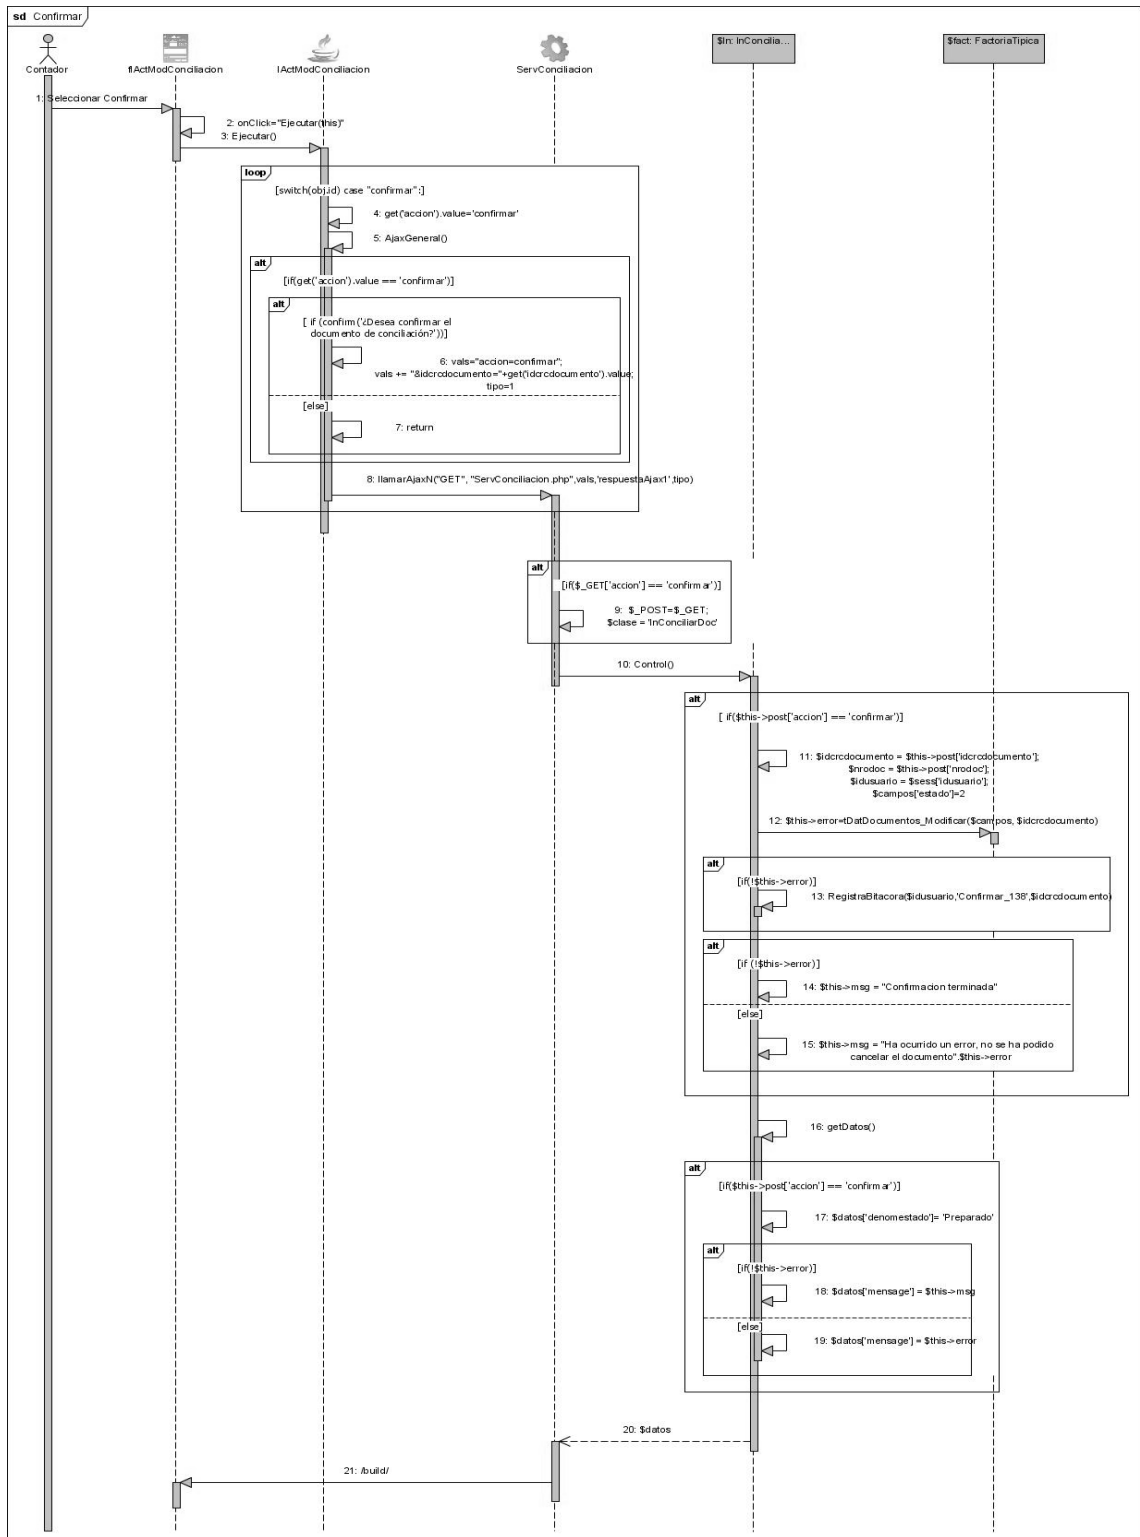 sd Confirmar
Contador
flActModConciliacion
lActModConciliacion
ServConciliacion
$In: InConcilia...
$fact: FactoriaTipica
1: Seleccionar Confirmar
2: onClick="Ejecutar(this)"
3: Ejecutar()
loop
[switch(obj.id) case "confirmar":]
4: get('accion').value='confirmar'
5: AjaxGeneral()
alt
[if(get('accion').value == 'confirmar')]
alt
[ if (confirm('¿Desea confirmar el
documento de conciliación?'))]
6: vals="accion=confirmar";
vals += "&idcrcdocumento="+get('idcrcdocumento').value;
tipo=1
[else]
7: return
8: llamarAjaxN("GET", "ServConciliacion.php",vals,'respuestaAjax1',tipo)
alt
[if($_GET['accion'] == 'confirmar')]
9: $_POST=$_GET;
$clase = 'InConciliarDoc'
10: Control()
alt
[ if($this->post['accion'] == 'confirmar')]
11: $idcrcdocumento = $this->post['idcrcdocumento'];
$nrodoc = $this->post['nrodoc'];
$idusuario = $sess['idusuario'];
$campos['estado']=2
12: $this->error=tDatDocumentos_Modificar($campos, $idcrcdocumento)
alt
[if(!$this->error)]
13: RegistraBitacora($idusuario,'Confirmar_138',$idcrcdocumento)
alt
[if (!$this->error)]
14: $this->msg = "Confirmacion terminada"
[else]
15: $this->msg = "Ha ocurrido un error, no se ha podido
cancelar el documento".$this->error
16: getDatos()
alt
[if($this->post['accion'] == 'confirmar')]
17: $datos['denomestado']= 'Preparado'
alt
[if(!$this->error)]
18: $datos['mensage'] = $this->msg
[else]
19: $datos['mensage'] = $this->error
20: $datos
21: /build/